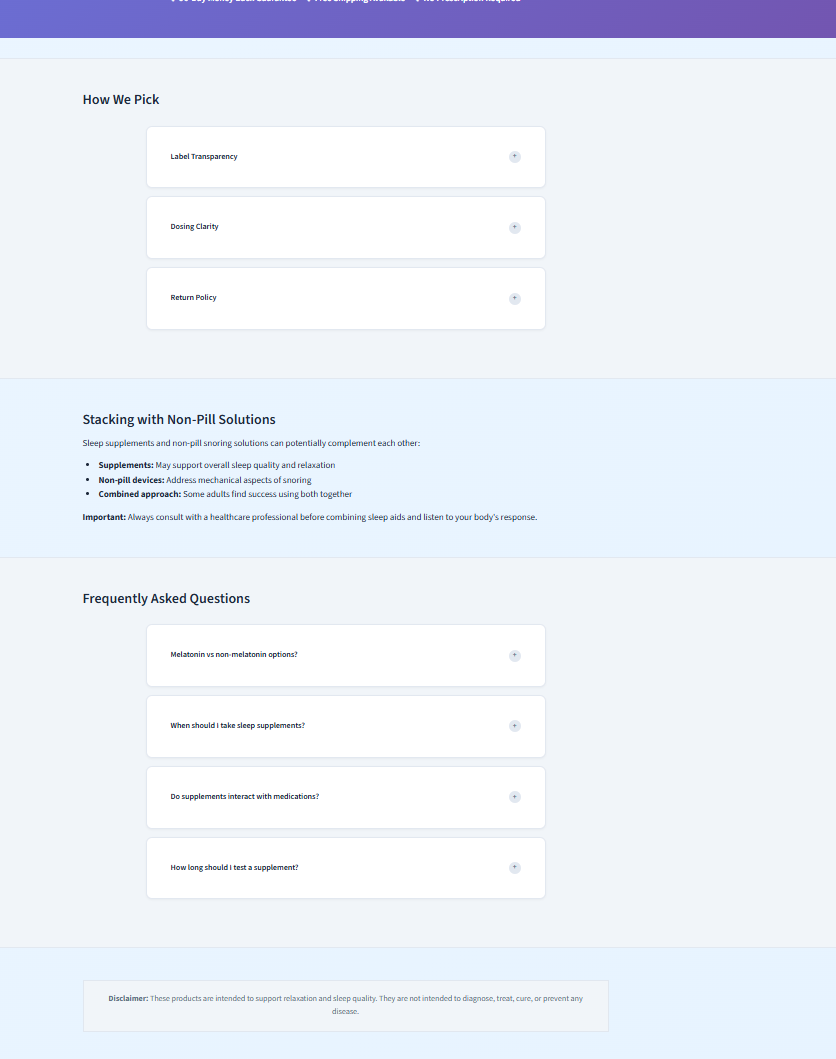 How We Pick
Label Transparency
+
Dosing Clarity
+
Return Policy
+
Stacking with Non-Pill Solutions
Sleep supplements and non-pill snoring solutions can potentially complement each other:
• Supplements: May support overall sleep quality and relaxation
• Non-pill devices: Address mechanical aspects of snoring
• Combined approach: Some adults find success using both together
Important: Always consult with a healthcare professional before combining sleep aids and listen to your body's response.
Frequently Asked Questions
Melatonin vs non-melatonin options?
+
When should I take sleep supplements?
+
Do supplements interact with medications?
+
How long should I test a supplement?
+
Disclaimer: These products are intended to support relaxation and sleep quality. They are not intended to diagnose, treat, cure, or prevent any
disease.